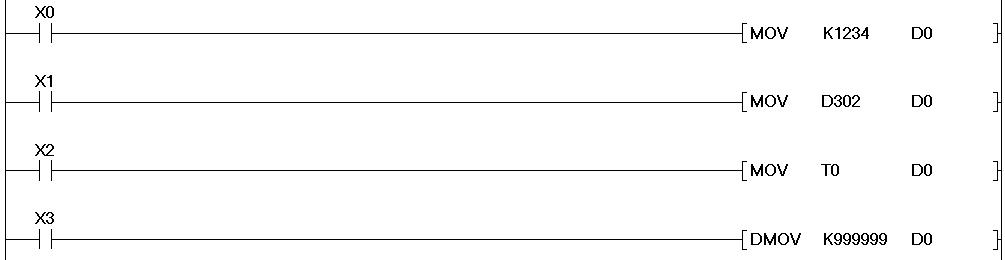 X0
[MOV K1234 D0 ]
X1
[MOV D302 D0 ]
X2
[MOV T0 D0 ]
X3
[DMOV K999999 D0 ]